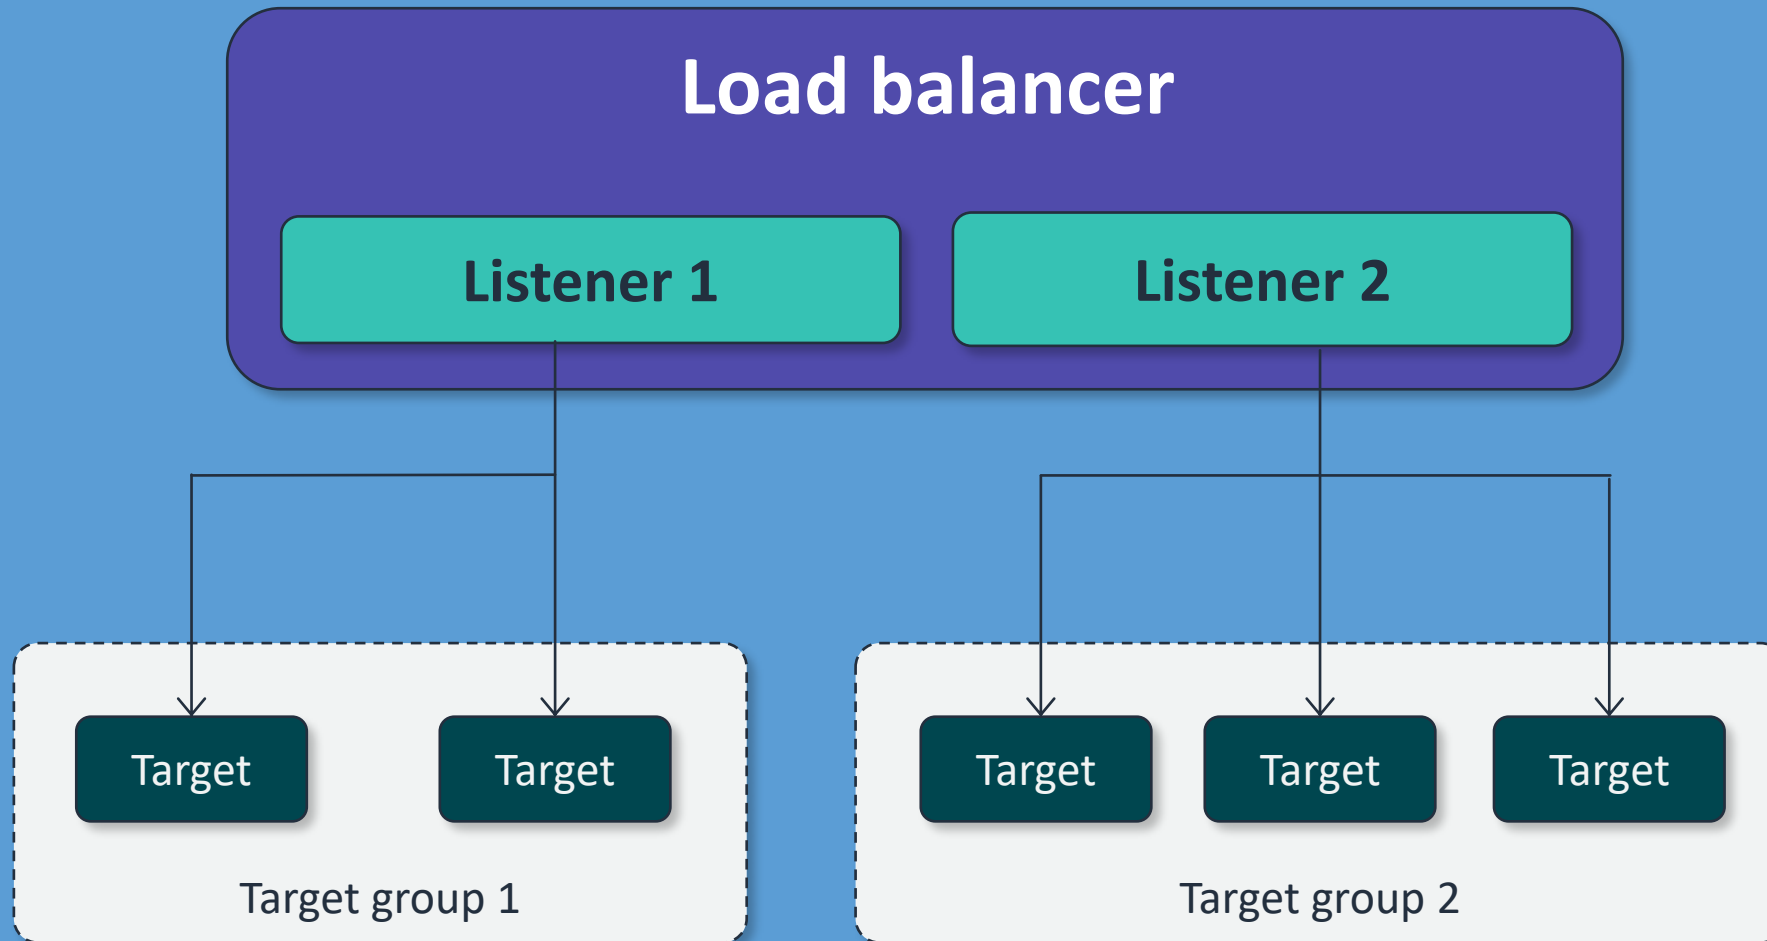 Load balancer
Listener 1
Listener 2
Target
Target
Target
Target
Target
Target group 1
Target group 2